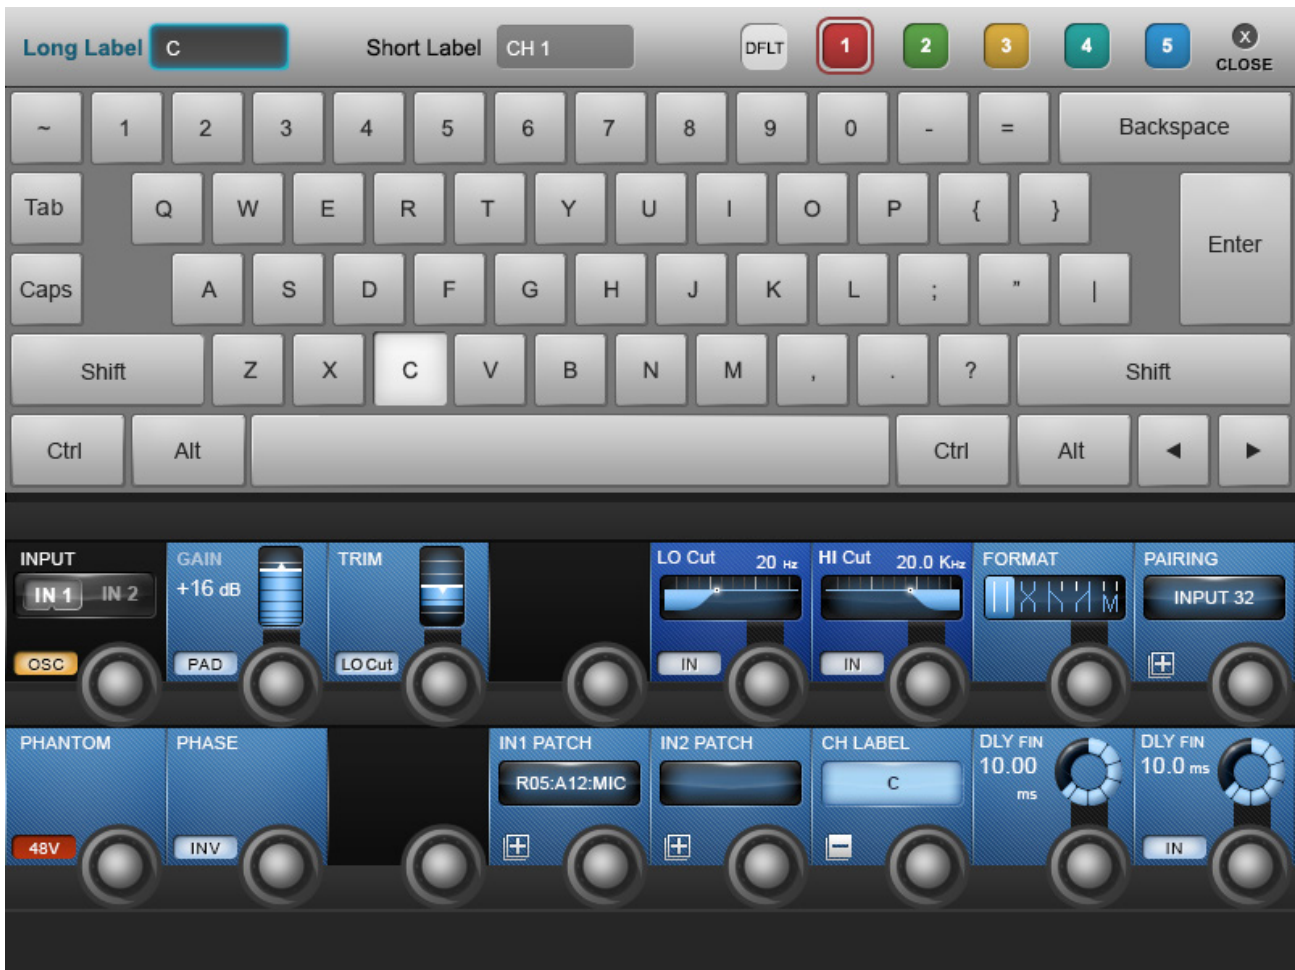 Long Label C Short Label CH 1 DFLT 1 2 3 4 5 X CLOSE
~ 1 2 3 4 5 6 7 8 9 0 - = Backspace
Tab Q W E R T Y U I O P { }
Enter
Caps A S D F G H J K L ; " |
Shift Z X C V B N M , . ? Shift
Ctrl Alt Ctrl Alt ◄ ►
INPUT
IN 1 IN 2
OSC
GAIN
+16 dB
PAD
TRIM
LO Cut
LO Cut 20 Hz
IN
HI Cut 20.0 KHz
IN
FORMAT
M
PAIRING
INPUT 32
PHANTOM
48V
PHASE
INV
IN1 PATCH
R05:A12:MIC
IN2 PATCH
CH LABEL
C
DLY FIN
10.00
ms
DLY FIN
10.0 ms
IN